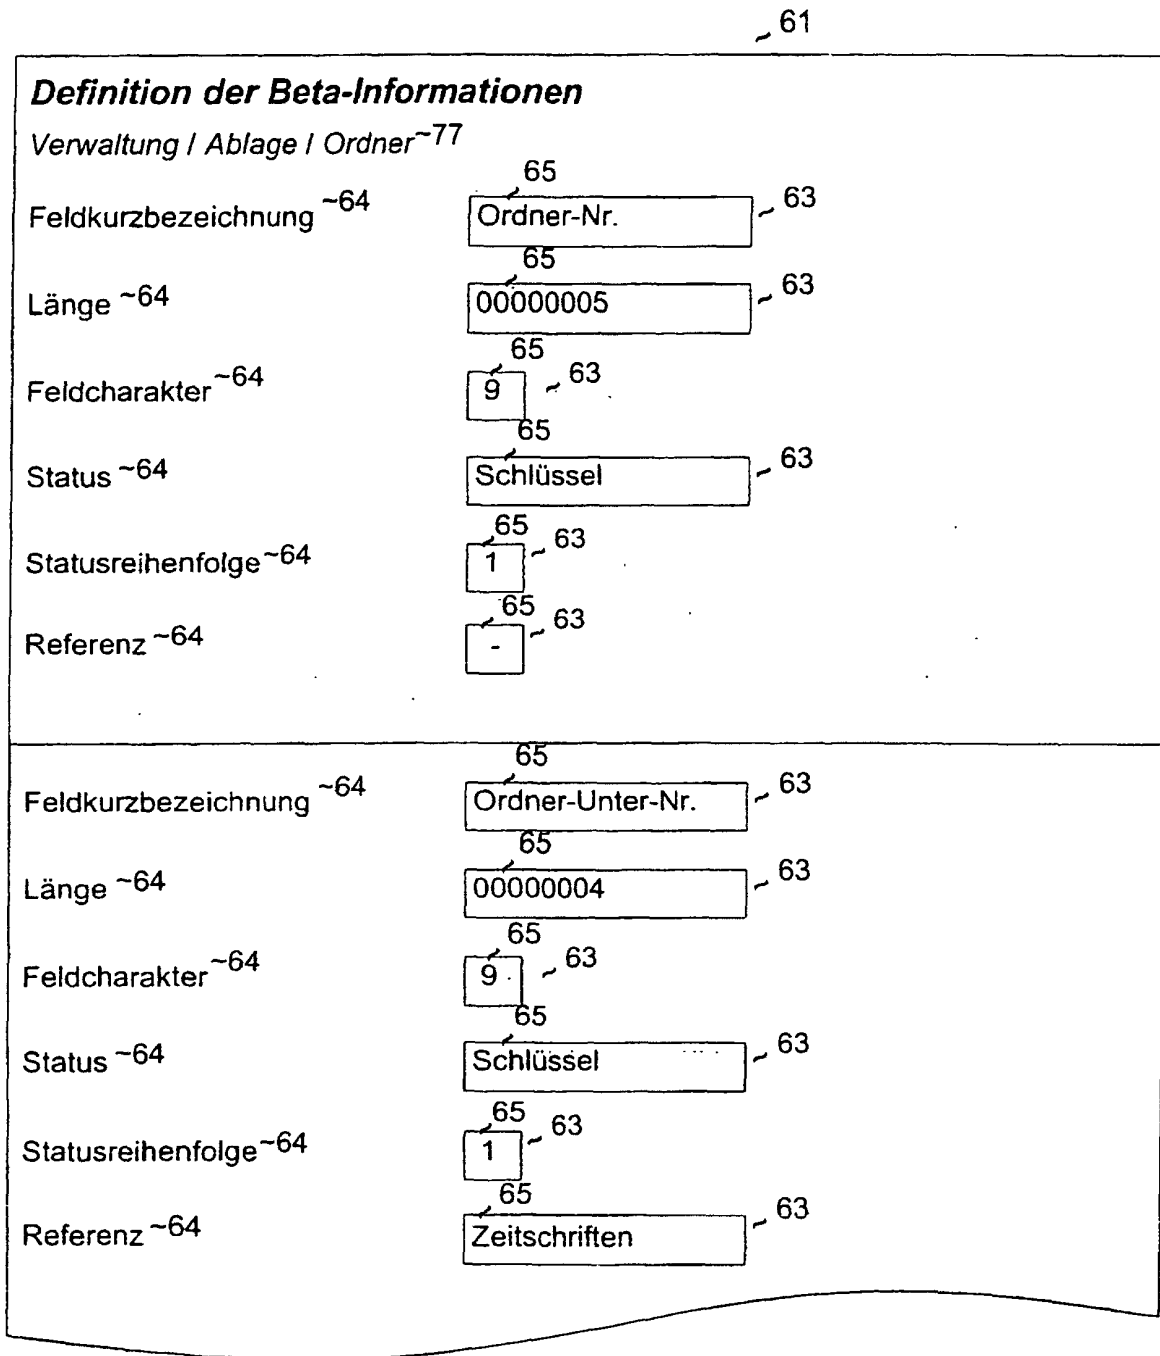 61
Definition der Beta-Informationen
Verwaltung / Ablage / Ordner~77
65
Feldkurzbezeichnung ~64 Ordner-Nr. ~ 63
65
Länge ~64 00000005 ~ 63
65
Feldcharakter ~64 9 ~ 63
65
Status ~64 Schlüssel ~ 63
65
Statusreihenfolge ~64 1 ~ 63
65
Referenz ~64 - ~ 63
65
Feldkurzbezeichnung ~64 Ordner-Unter-Nr. ~ 63
65
Länge ~64 00000004 ~ 63
65
Feldcharakter ~64 9 ~ 63
65
Status ~64 Schlüssel ~ 63
65
Statusreihenfolge ~64 1 ~ 63
65
Referenz ~64 Zeitschriften ~ 63